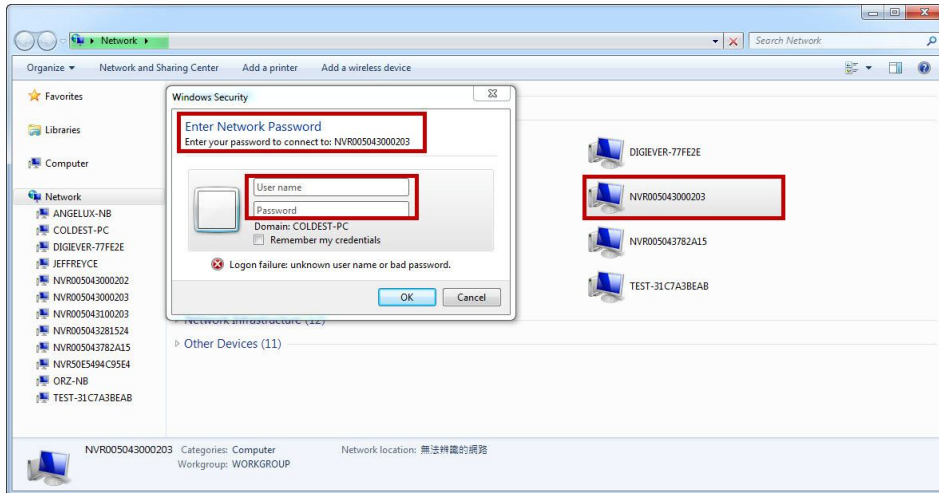 Network
Search Network
Organize
Network and Sharing Center
Add a printer
Add a wireless device
Favorites
Libraries
Computer
Network
ANGELUX-NB
COLDEST-PC
DIGIEVER-77FE2E
JEFFREYCE
NVR005043000202
NVR005043000203
NVR005043100203
NVR005043281524
NVR005043782A15
NVR50E5494C95E4
ORZ-NB
TEST-31C7A3BEAB
Windows Security
Enter Network Password
Enter your password to connect to: NVR005043000203
User name
Password
Domain: COLDEST-PC
Remember my credentials
Logon failure: unknown user name or bad password.
OK
Cancel
DIGIEVER-77FE2E
NVR005043000203
NVR005043782A15
TEST-31C7A3BEAB
Network Infrastructure (12)
Other Devices (11)
NVR005043000203 Categories: Computer Network location: 無法辨識的網路
Workgroup: WORKGROUP